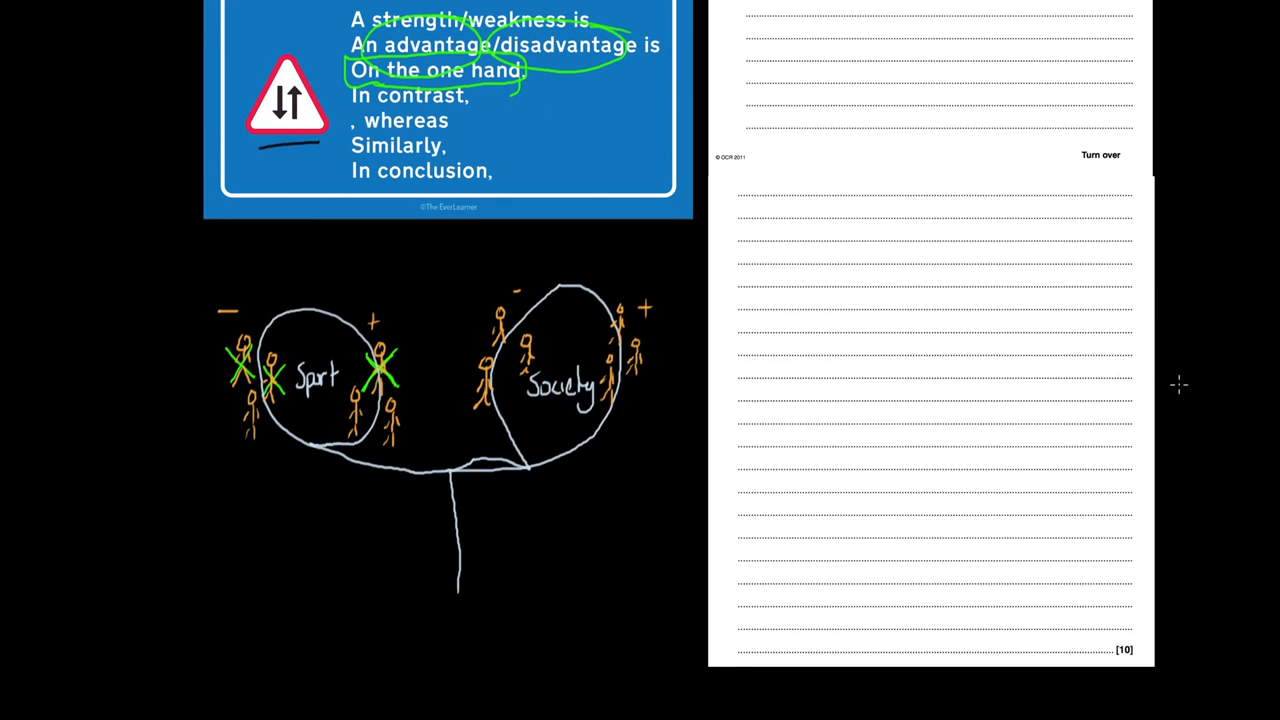 A strength/weakness is
An advantage/disadvantage is
On the one hand,
In contrast,
, whereas
Similarly,
In conclusion,
©The EverLearner
© OCR 2011
Turn over
- + - +
Sport
Society
[10]